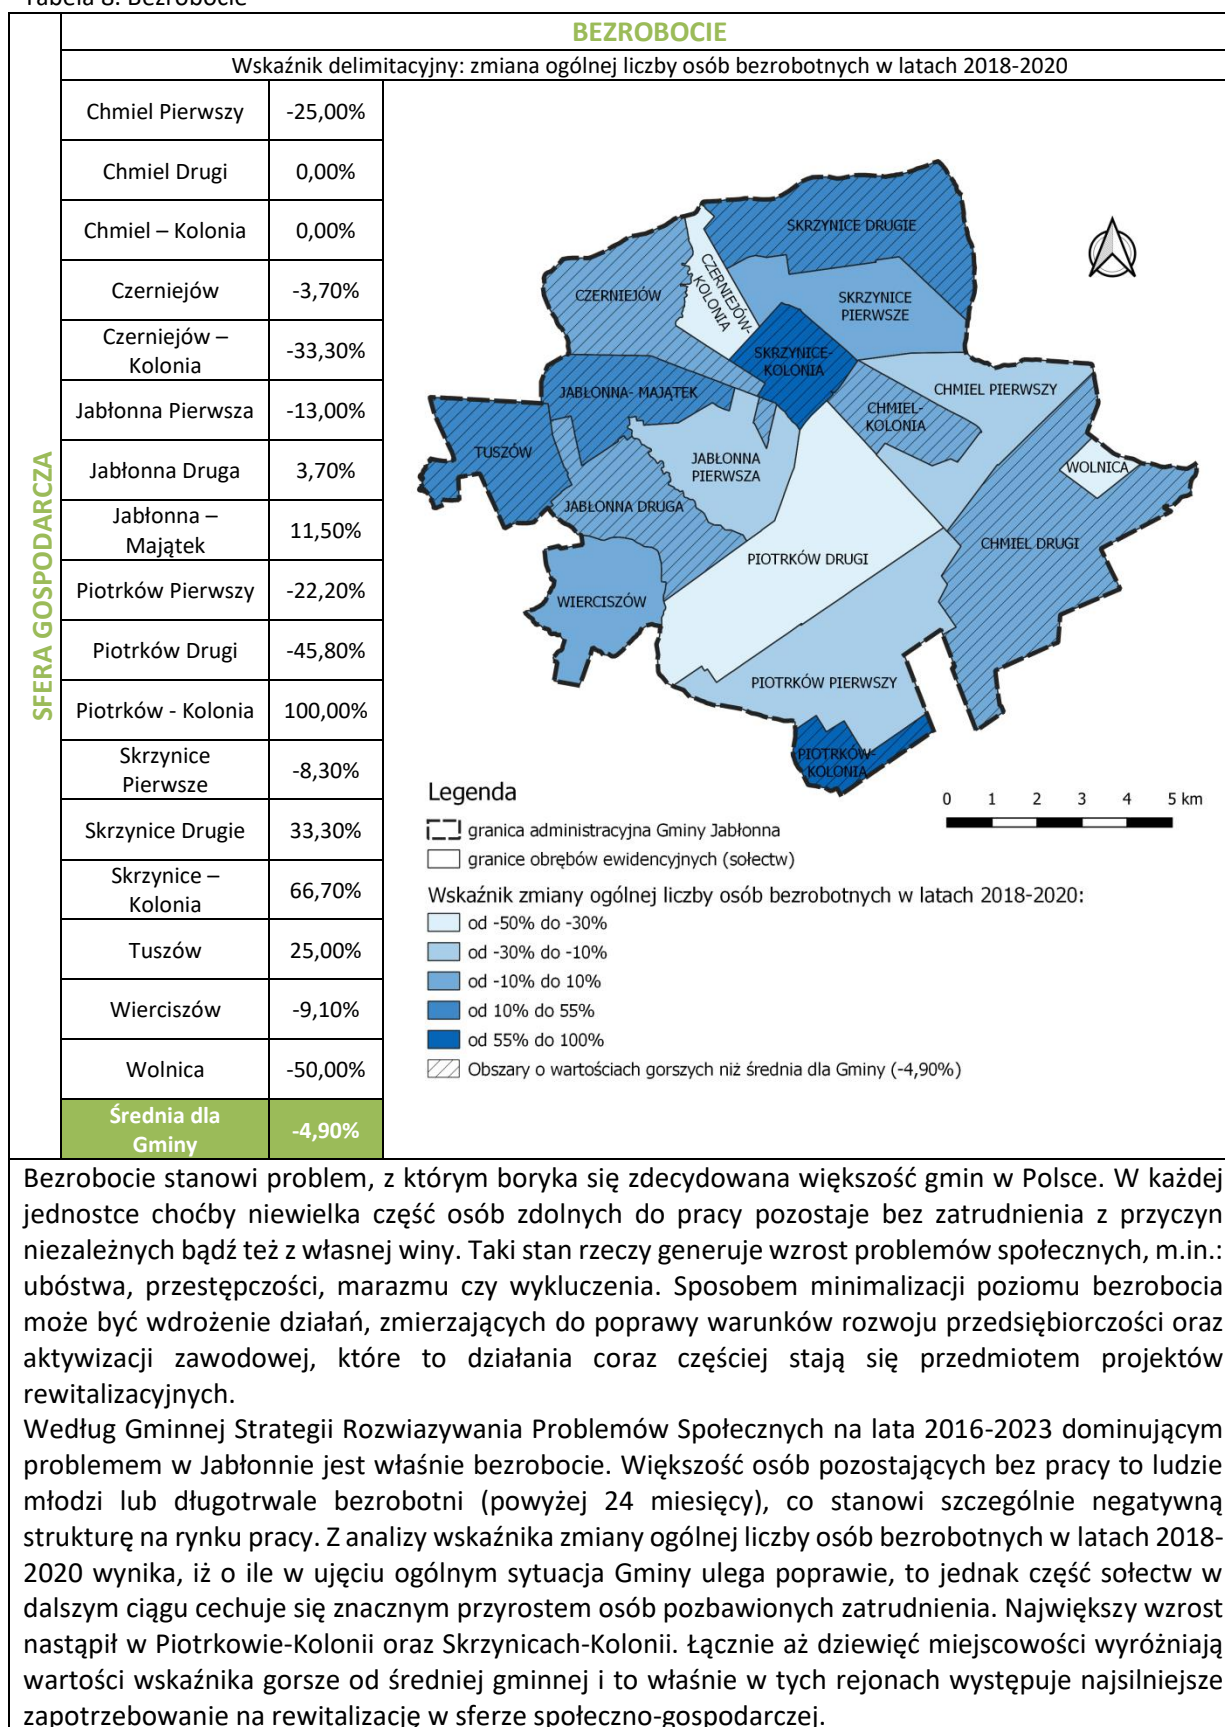 Tabela 8. Bezrobocie
BEZROBOCIE
Wskaźnik delimitacyjny: zmiana ogólnej liczby osób bezrobotnych w latach 2018-2020
SFERA GOSPODARCZA
Chmiel Pierwszy -25,00%
Chmiel Drugi 0,00%
Chmiel – Kolonia 0,00%
Czerniejów -3,70%
Czerniejów –
Kolonia -33,30%
Jabłonna Pierwsza -13,00%
Jabłonna Druga 3,70%
Jabłonna –
Majątek 11,50%
Piotrków Pierwszy -22,20%
Piotrków Drugi -45,80%
Piotrków - Kolonia 100,00%
Skrzynice
Pierwsze -8,30%
Skrzynice Drugie 33,30%
Skrzynice –
Kolonia 66,70%
Tuszów 25,00%
Wierciszów -9,10%
Wolnica -50,00%
Średnia dla
Gminy -4,90%
SKRZYNICE DRUGIE
CZERNIEJÓW-
KOLONIA
CZERNIEJÓW
SKRZYNICE
PIERWSZE
SKRZYNICE-
KOLONIA
JABŁONNA- MAJĄTEK
CHMIEL PIERWSZY
CHMIEL-
KOLONIA
TUSZÓW
JABŁONNA
PIERWSZA
WOLNICA
JABŁONNA DRUGA
CHMIEL DRUGI
PIOTRKÓW DRUGI
WIERCISZÓW
PIOTRKÓW PIERWSZY
PIOTRKÓW-
KOLONIA
0 1 2 3 4 5 km
Legenda
granica administracyjna Gminy Jabłonna
granice obrębów ewidencyjnych (sołectw)
Wskaźnik zmiany ogólnej liczby osób bezrobotnych w latach 2018-2020:
od -50% do -30%
od -30% do -10%
od -10% do 10%
od 10% do 55%
od 55% do 100%
Obszary o wartościach gorszych niż średnia dla Gminy (-4,90%)
Bezrobocie stanowi problem, z którym boryka się zdecydowana większość gmin w Polsce. W każdej
jednostce choćby niewielka część osób zdolnych do pracy pozostaje bez zatrudnienia z przyczyn
niezależnych bądź też z własnej winy. Taki stan rzeczy generuje wzrost problemów społecznych, m.in.:
ubóstwa, przestępczości, marazmu czy wykluczenia. Sposobem minimalizacji poziomu bezrobocia
może być wdrożenie działań, zmierzających do poprawy warunków rozwoju przedsiębiorczości oraz
aktywizacji zawodowej, które to działania coraz częściej stają się przedmiotem projektów
rewitalizacyjnych.
Według Gminnej Strategii Rozwiazywania Problemów Społecznych na lata 2016-2023 dominującym
problemem w Jabłonnie jest właśnie bezrobocie. Większość osób pozostających bez pracy to ludzie
młodzi lub długotrwale bezrobotni (powyżej 24 miesięcy), co stanowi szczególnie negatywną
strukturę na rynku pracy. Z analizy wskaźnika zmiany ogólnej liczby osób bezrobotnych w latach 2018-
2020 wynika, iż o ile w ujęciu ogólnym sytuacja Gminy ulega poprawie, to jednak część sołectw w
dalszym ciągu cechuje się znacznym przyrostem osób pozbawionych zatrudnienia. Największy wzrost
nastąpił w Piotrkowie-Kolonii oraz Skrzynicach-Kolonii. Łącznie aż dziewięć miejscowości wyróżniają
wartości wskaźnika gorsze od średniej gminnej i to właśnie w tych rejonach występuje najsilniejsze
zapotrzebowanie na rewitalizację w sferze społeczno-gospodarczej.